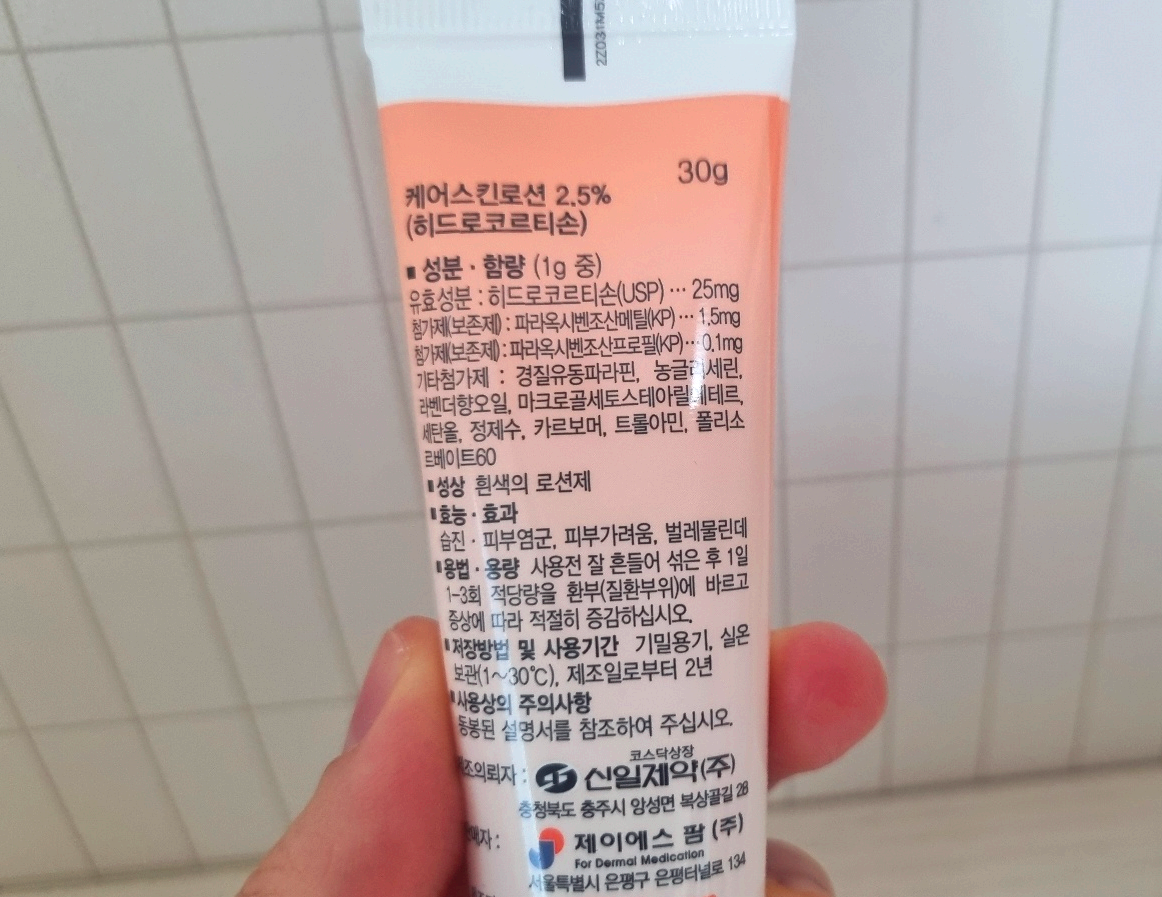 30g
케어스킨로션 2.5%
(히드로코르티손)
■ 성분 · 함량 (1g 중)
유효성분 : 히드로코르티손(USP) ··· 25mg
첨가제(보존제) : 파라옥시벤조산메틸(KP) ··· 1.5mg
첨가제(보존제) : 파라옥시벤조산프로필(KP) ··· 0.1mg
기타첨가제 : 경질유동파라핀, 농글리세린,
라벤더향오일, 마크로골세토스테아릴에테르,
세탄올, 정제수, 카르보머, 트롤아민, 폴리소
르베이트60
■ 성상 흰색의 로션제
■ 효능 · 효과
습진 · 피부염군, 피부가려움, 벌레물린데
■ 용법 · 용량 사용전 잘 흔들어 섞은 후 1일
1-3회 적당량을 환부(질환부위)에 바르고
증상에 따라 적절히 증감하십시오.
■ 저장방법 및 사용기간 기밀용기, 실온
보관(1~30℃), 제조일로부터 2년
■ 사용상의 주의사항
동봉된 설명서를 참조하여 주십시오.
코스닥상장
조의뢰자 : 신일제약(주)
충청북도 충주시 앙성면 복상골길 28
매자 : 제이에스 팜 (주)
For Dermal Medication
서울특별시 은평구 은평터널로 134